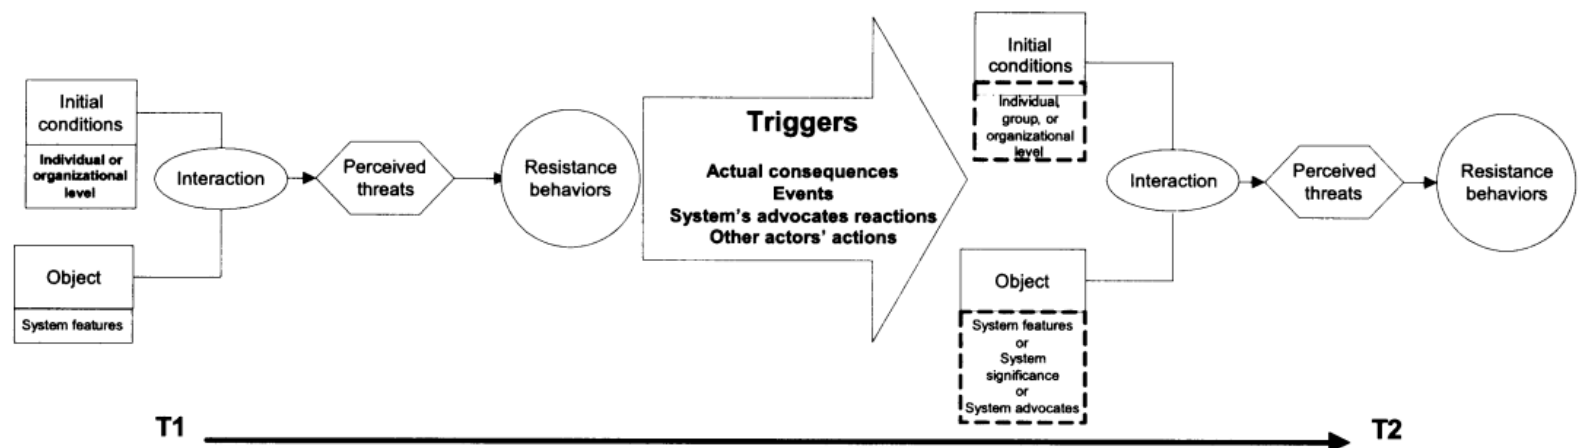 Initial
conditions
Individual or
organizational
level
Object
System features
Interaction
Perceived
threats
Resistance
behaviors
Triggers
Actual consequences
Events
System's advocates reactions
Other actors' actions
Initial
conditions
Individual,
group, or
organizational
level
Object
System features
or
System
significance
or
System advocates
Interaction
Perceived
threats
Resistance
behaviors
T1
T2